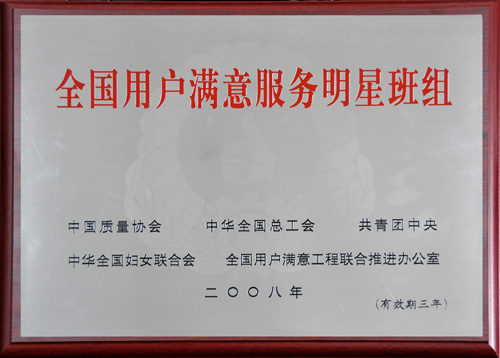 全国用户满意服务明星班组
中国质量协会 中华全国总工会 共青团中央
中华全国妇女联合会 全国用户满意工程联合推进办公室
二〇〇八年
(有效期三年)